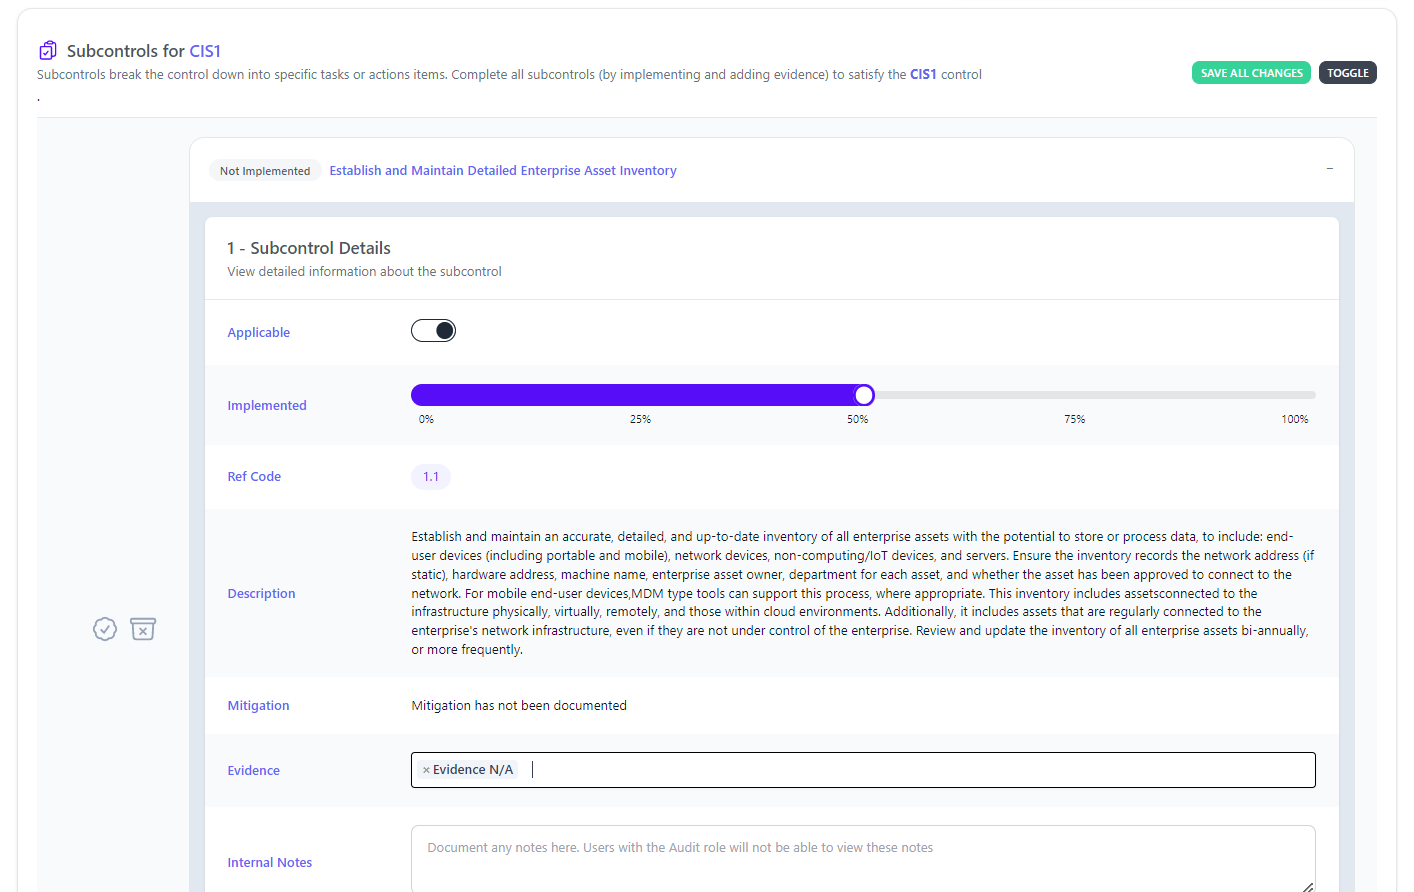 Subcontrols for CIS1
Subcontrols break the control down into specific tasks or actions items. Complete all subcontrols (by implementing and adding evidence) to satisfy the CIS1 control
.
SAVE ALL CHANGES
TOGGLE
Not Implemented
Establish and Maintain Detailed Enterprise Asset Inventory
−
1 - Subcontrol Details
View detailed information about the subcontrol
Applicable
Implemented
0% 25% 50% 75% 100%
Ref Code
1.1
Description
Establish and maintain an accurate, detailed, and up-to-date inventory of all enterprise assets with the potential to store or process data, to include: end-
user devices (including portable and mobile), network devices, non-computing/IoT devices, and servers. Ensure the inventory records the network address (if
static), hardware address, machine name, enterprise asset owner, department for each asset, and whether the asset has been approved to connect to the
network. For mobile end-user devices,MDM type tools can support this process, where appropriate. This inventory includes assetsconnected to the
infrastructure physically, virtually, remotely, and those within cloud environments. Additionally, it includes assets that are regularly connected to the
enterprise's network infrastructure, even if they are not under control of the enterprise. Review and update the inventory of all enterprise assets bi-annually,
or more frequently.
Mitigation
Mitigation has not been documented
Evidence
× Evidence N/A
Internal Notes
Document any notes here. Users with the Audit role will not be able to view these notes